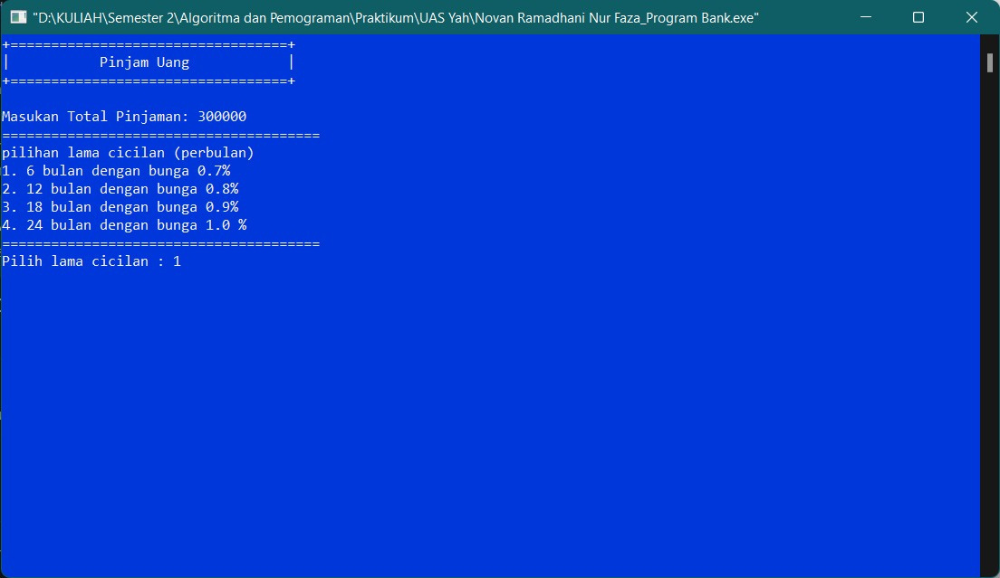 "D:\KULIAH\Semester 2\Algoritma dan Pemograman\Praktikum\UAS Yah\Novan Ramadhani Nur Faza_Program Bank.exe"
+==================================+
|           Pinjam Uang            |
+==================================+
Masukan Total Pinjaman: 300000
=======================================
pilihan lama cicilan (perbulan)
1. 6 bulan dengan bunga 0.7%
2. 12 bulan dengan bunga 0.8%
3. 18 bulan dengan bunga 0.9%
4. 24 bulan dengan bunga 1.0 %
=======================================
Pilih lama cicilan : 1